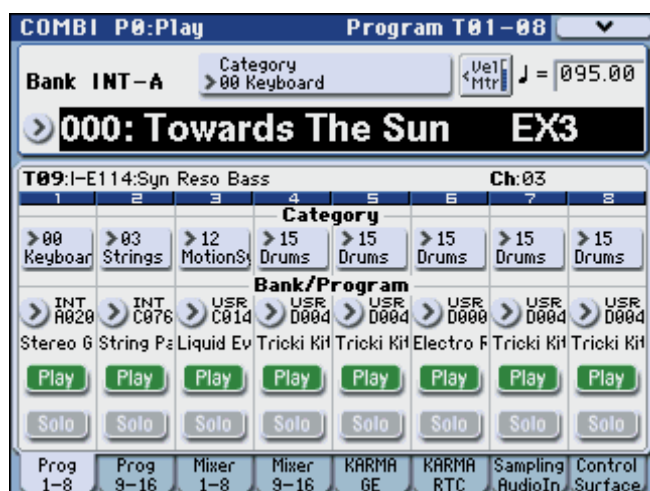 COMBI P0:Play Program T01-08
Bank INT-A
Category
00 Keyboard
Vel
Mtr
♩ = 095.00
000: Towards The Sun EX3
T09:I-E114:Syn Reso Bass Ch:03
1 2 3 4 5 6 7 8
Category
00 03 12 15 15 15 15 15
Keyboar Strings MotionSy Drums Drums Drums Drums Drums
Bank/Program
INT INT USR USR USR USR USR USR
A020 C076 C014 D004 D004 D000 D004 D004
Stereo G String Pa Liquid Ev Tricki Kit Tricki Kit Electro F Tricki Kit Tricki Kit
Play Play Play Play Play Play Play Play
Solo Solo Solo Solo Solo Solo Solo Solo
Prog Prog Mixer Mixer KARMA KARMA Sampling Control
1-8 9-16 1-8 9-16 GE RTC AudioIn Surface